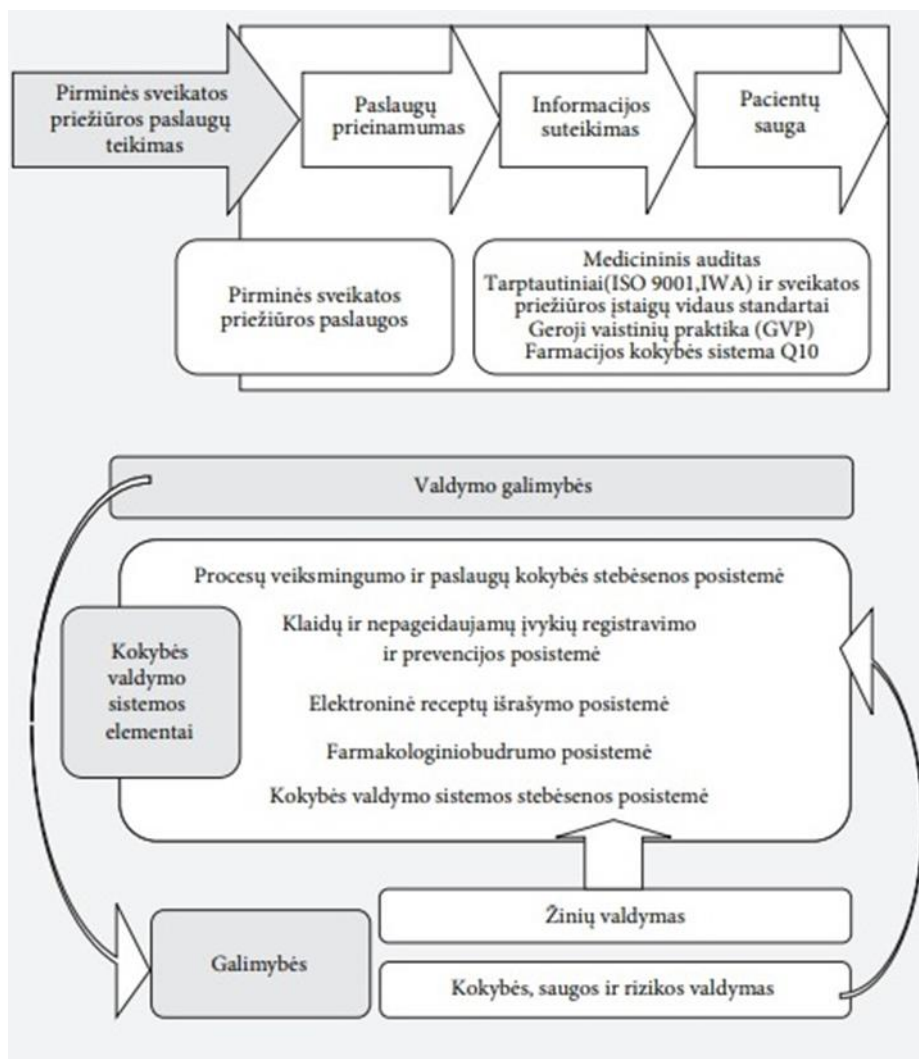 Pirminės sveikatos
priežiūros paslaugų
teikimas
Paslaugų
prieinamumas
Informacijos
suteikimas
Pacientų
sauga
Pirminės sveikatos
priežiūros paslaugos
Medicininis auditas
Tarptautiniai(ISO 9001,IWA) ir sveikatos
priežiūros įstaigų vidaus standartai
Geroji vaistinių praktika (GVP)
Farmacijos kokybės sistema Q10
Valdymo galimybės
Procesų veiksmingumo ir paslaugų kokybės stebėsenos posistemė
Klaidų ir nepageidaujamų įvykių registravimo
ir prevencijos posistemė
Elektroninė receptų išrašymo posistemė
Farmakologiniobudrumo posistemė
Kokybės valdymo sistemos stebėsenos posistemė
Kokybės
valdymo
sistemos
elementai
Galimybės
Žinių valdymas
Kokybės, saugos ir rizikos valdymas